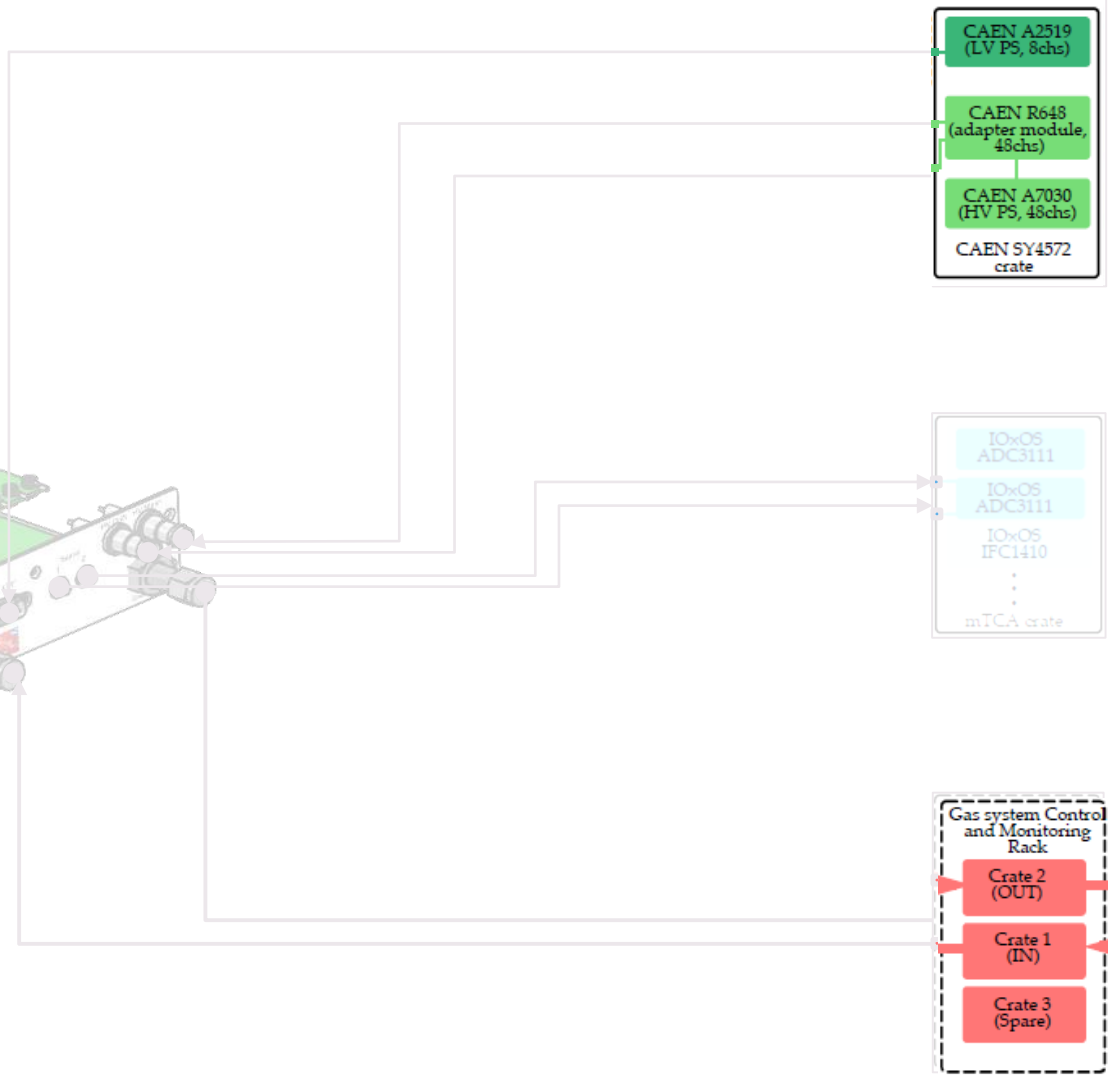 CAEN A2519
(LV PS, 8chs)
CAEN R648
(adapter module,
48chs)
CAEN A7030
(HV PS, 48chs)
CAEN SY4572
crate
IOxOS
ADC3111
IOxOS
ADC3111
IOxOS
IFC1410
mTCA crate
Gas system Control
and Monitoring
Rack
Crate 2
(OUT)
Crate 1
(IN)
Crate 3
(Spare)